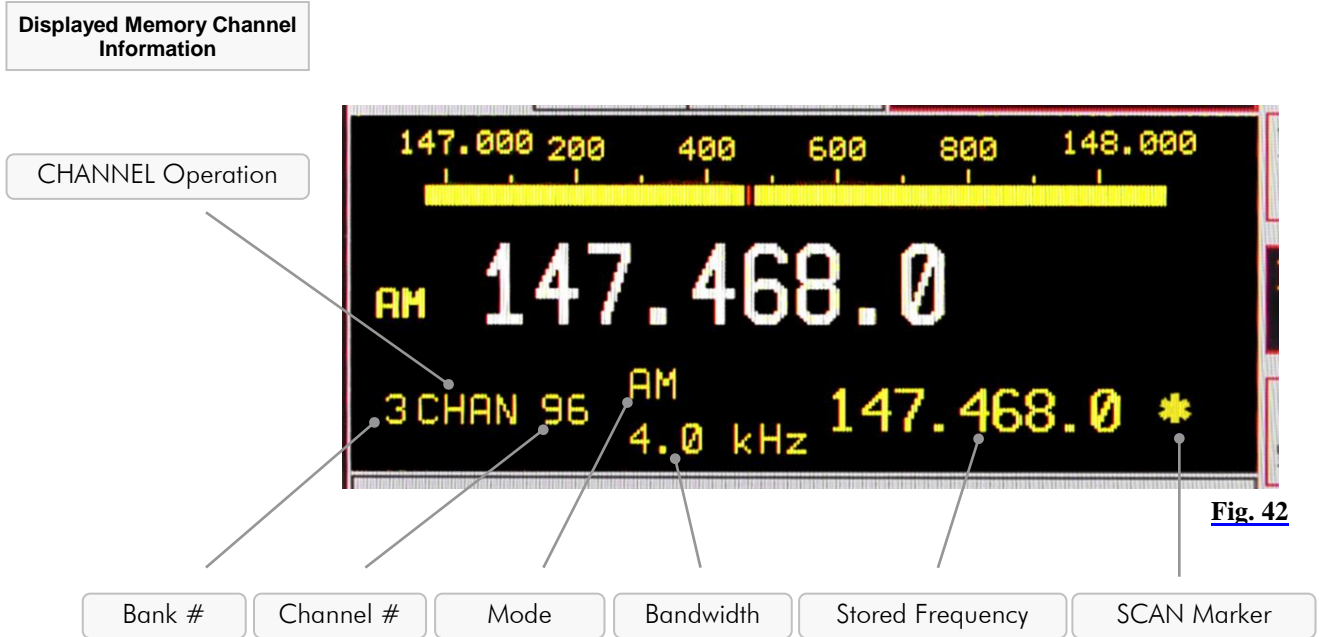 Displayed Memory Channel
Information
147.000 200 400 600 800 148.000
CHANNEL Operation
AM 147.468.0
3 CHAN 96 AM 4.0 kHz 147.468.0 *
Fig. 42
Bank # Channel # Mode Bandwidth Stored Frequency SCAN Marker